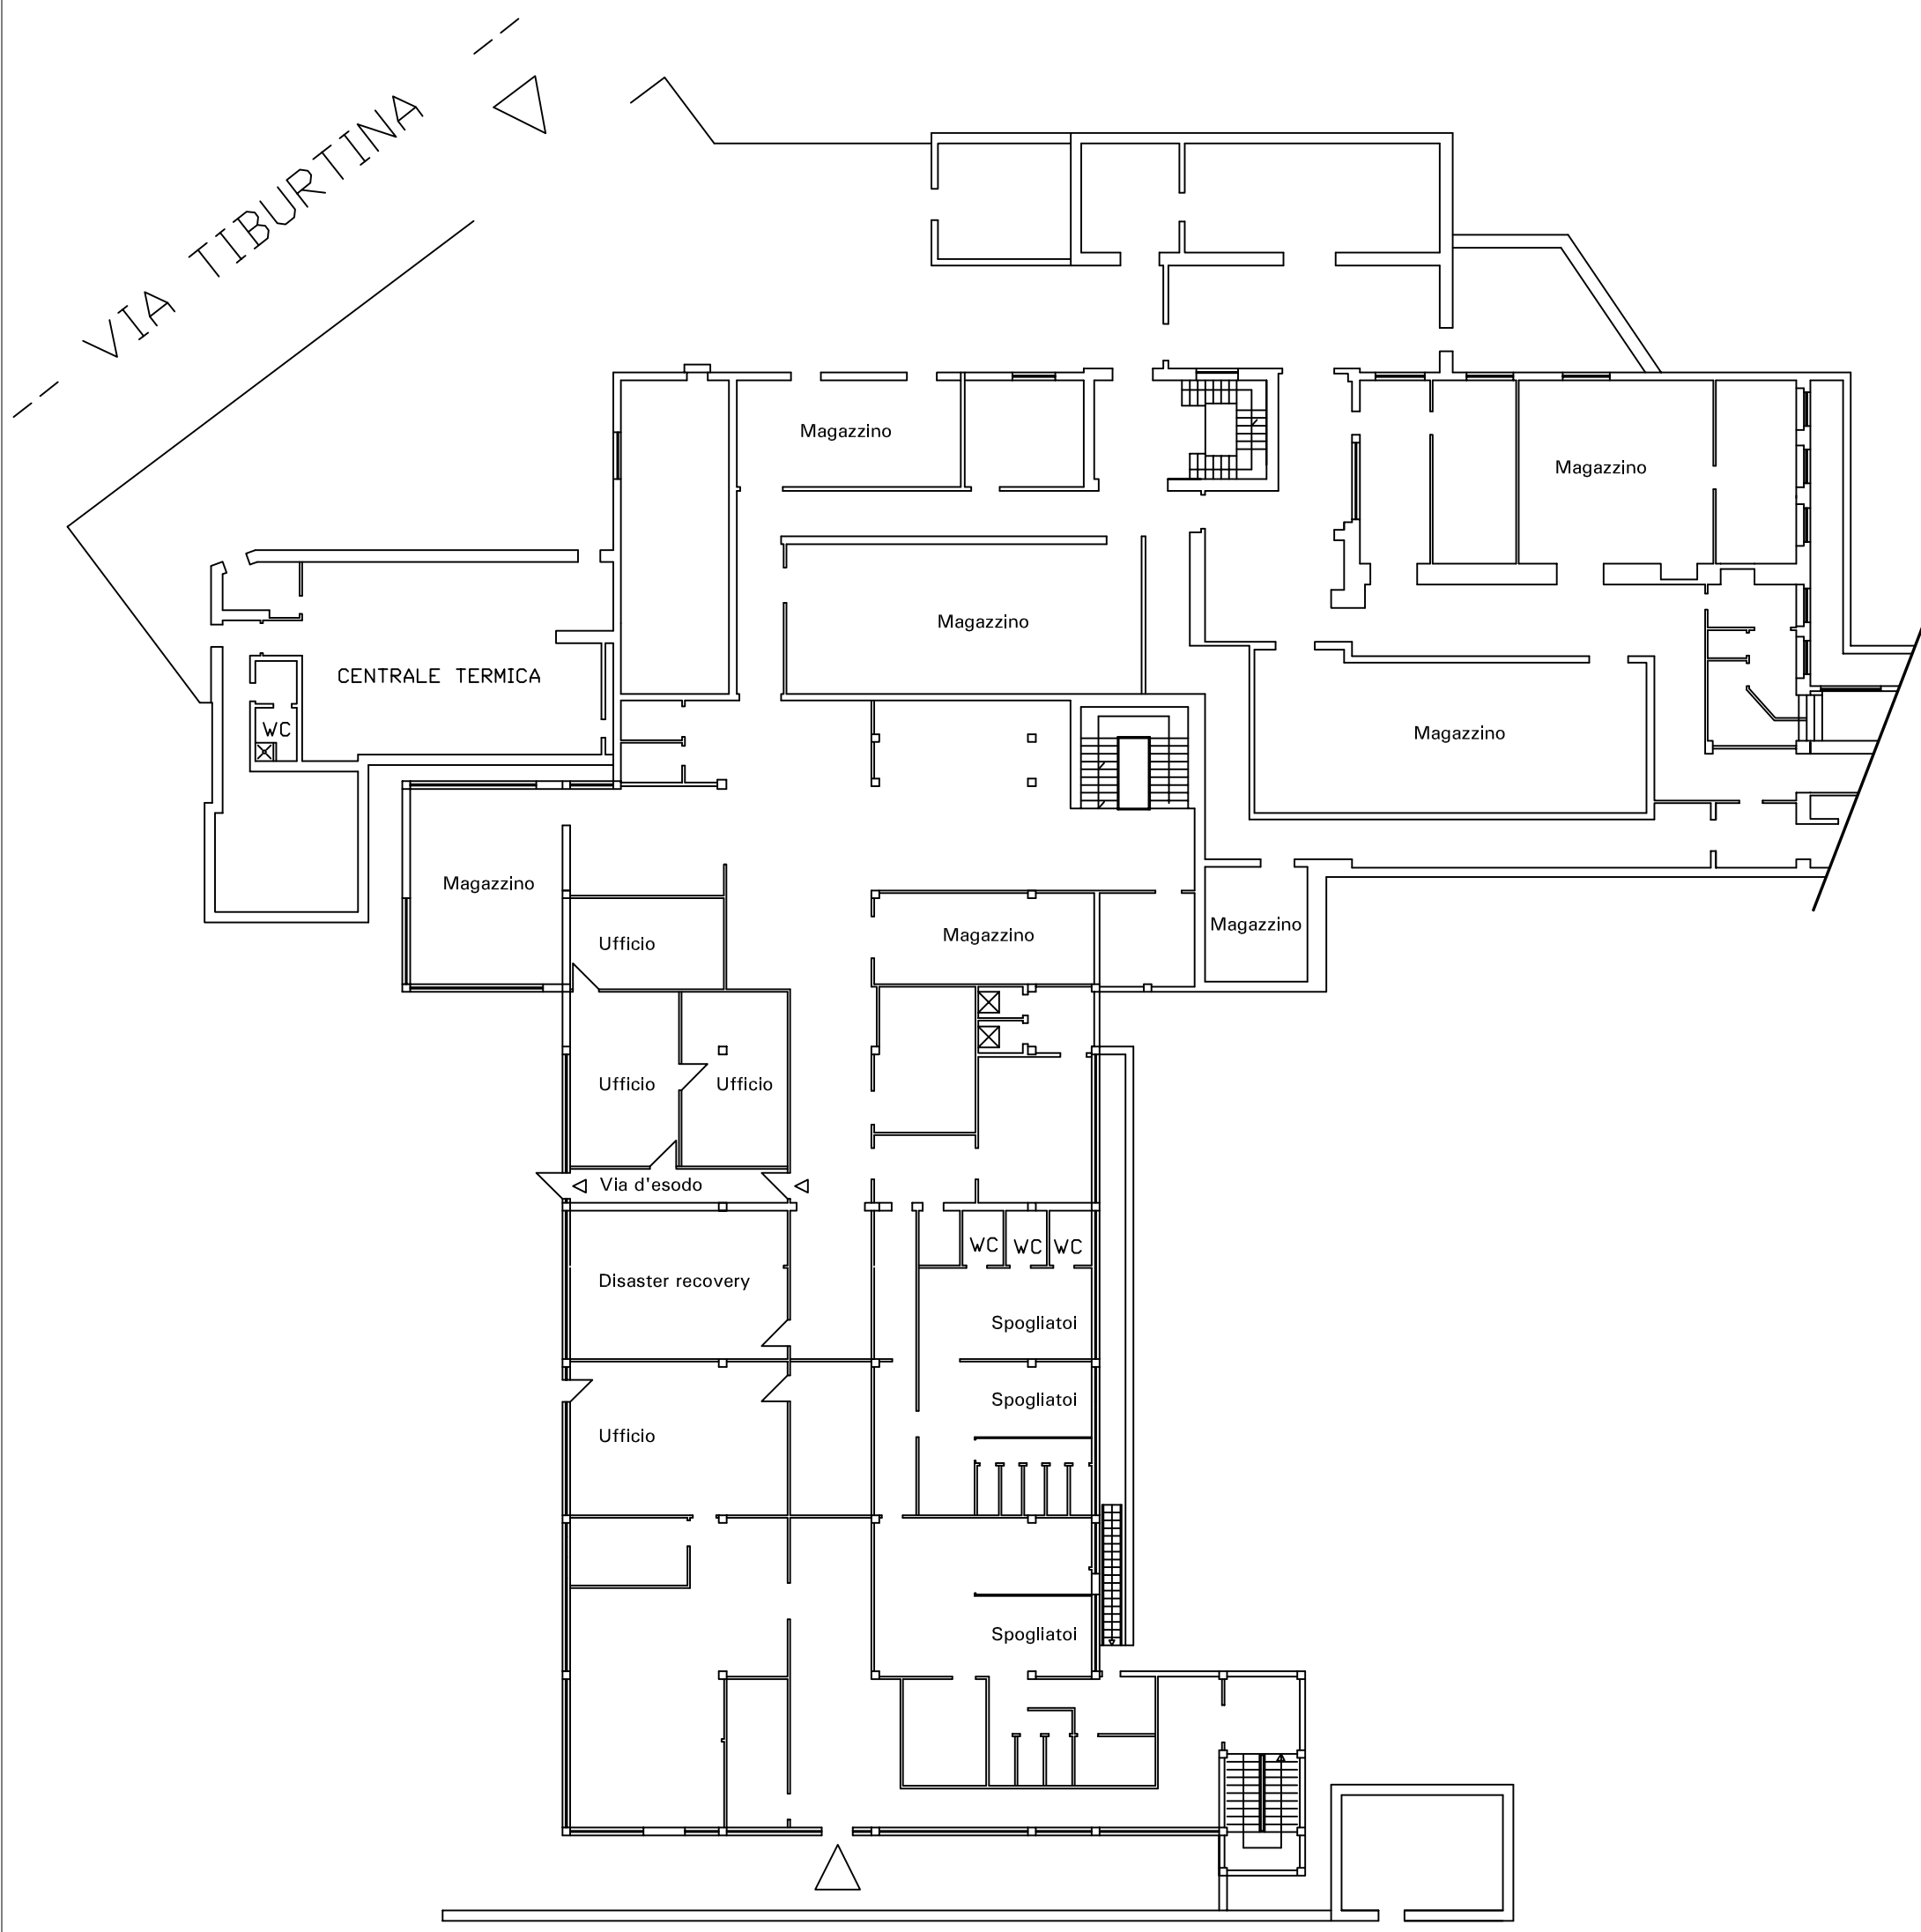 VIA TIBURTINA
Magazzino
Magazzino
Magazzino
CENTRALE TERMICA
WC
Magazzino
Magazzino
Magazzino
Magazzino
Ufficio
Magazzino
Ufficio
Ufficio
Via d'esodo
WC
WC
WC
Disaster recovery
Spogliatoi
Spogliatoi
Ufficio
Spogliatoi